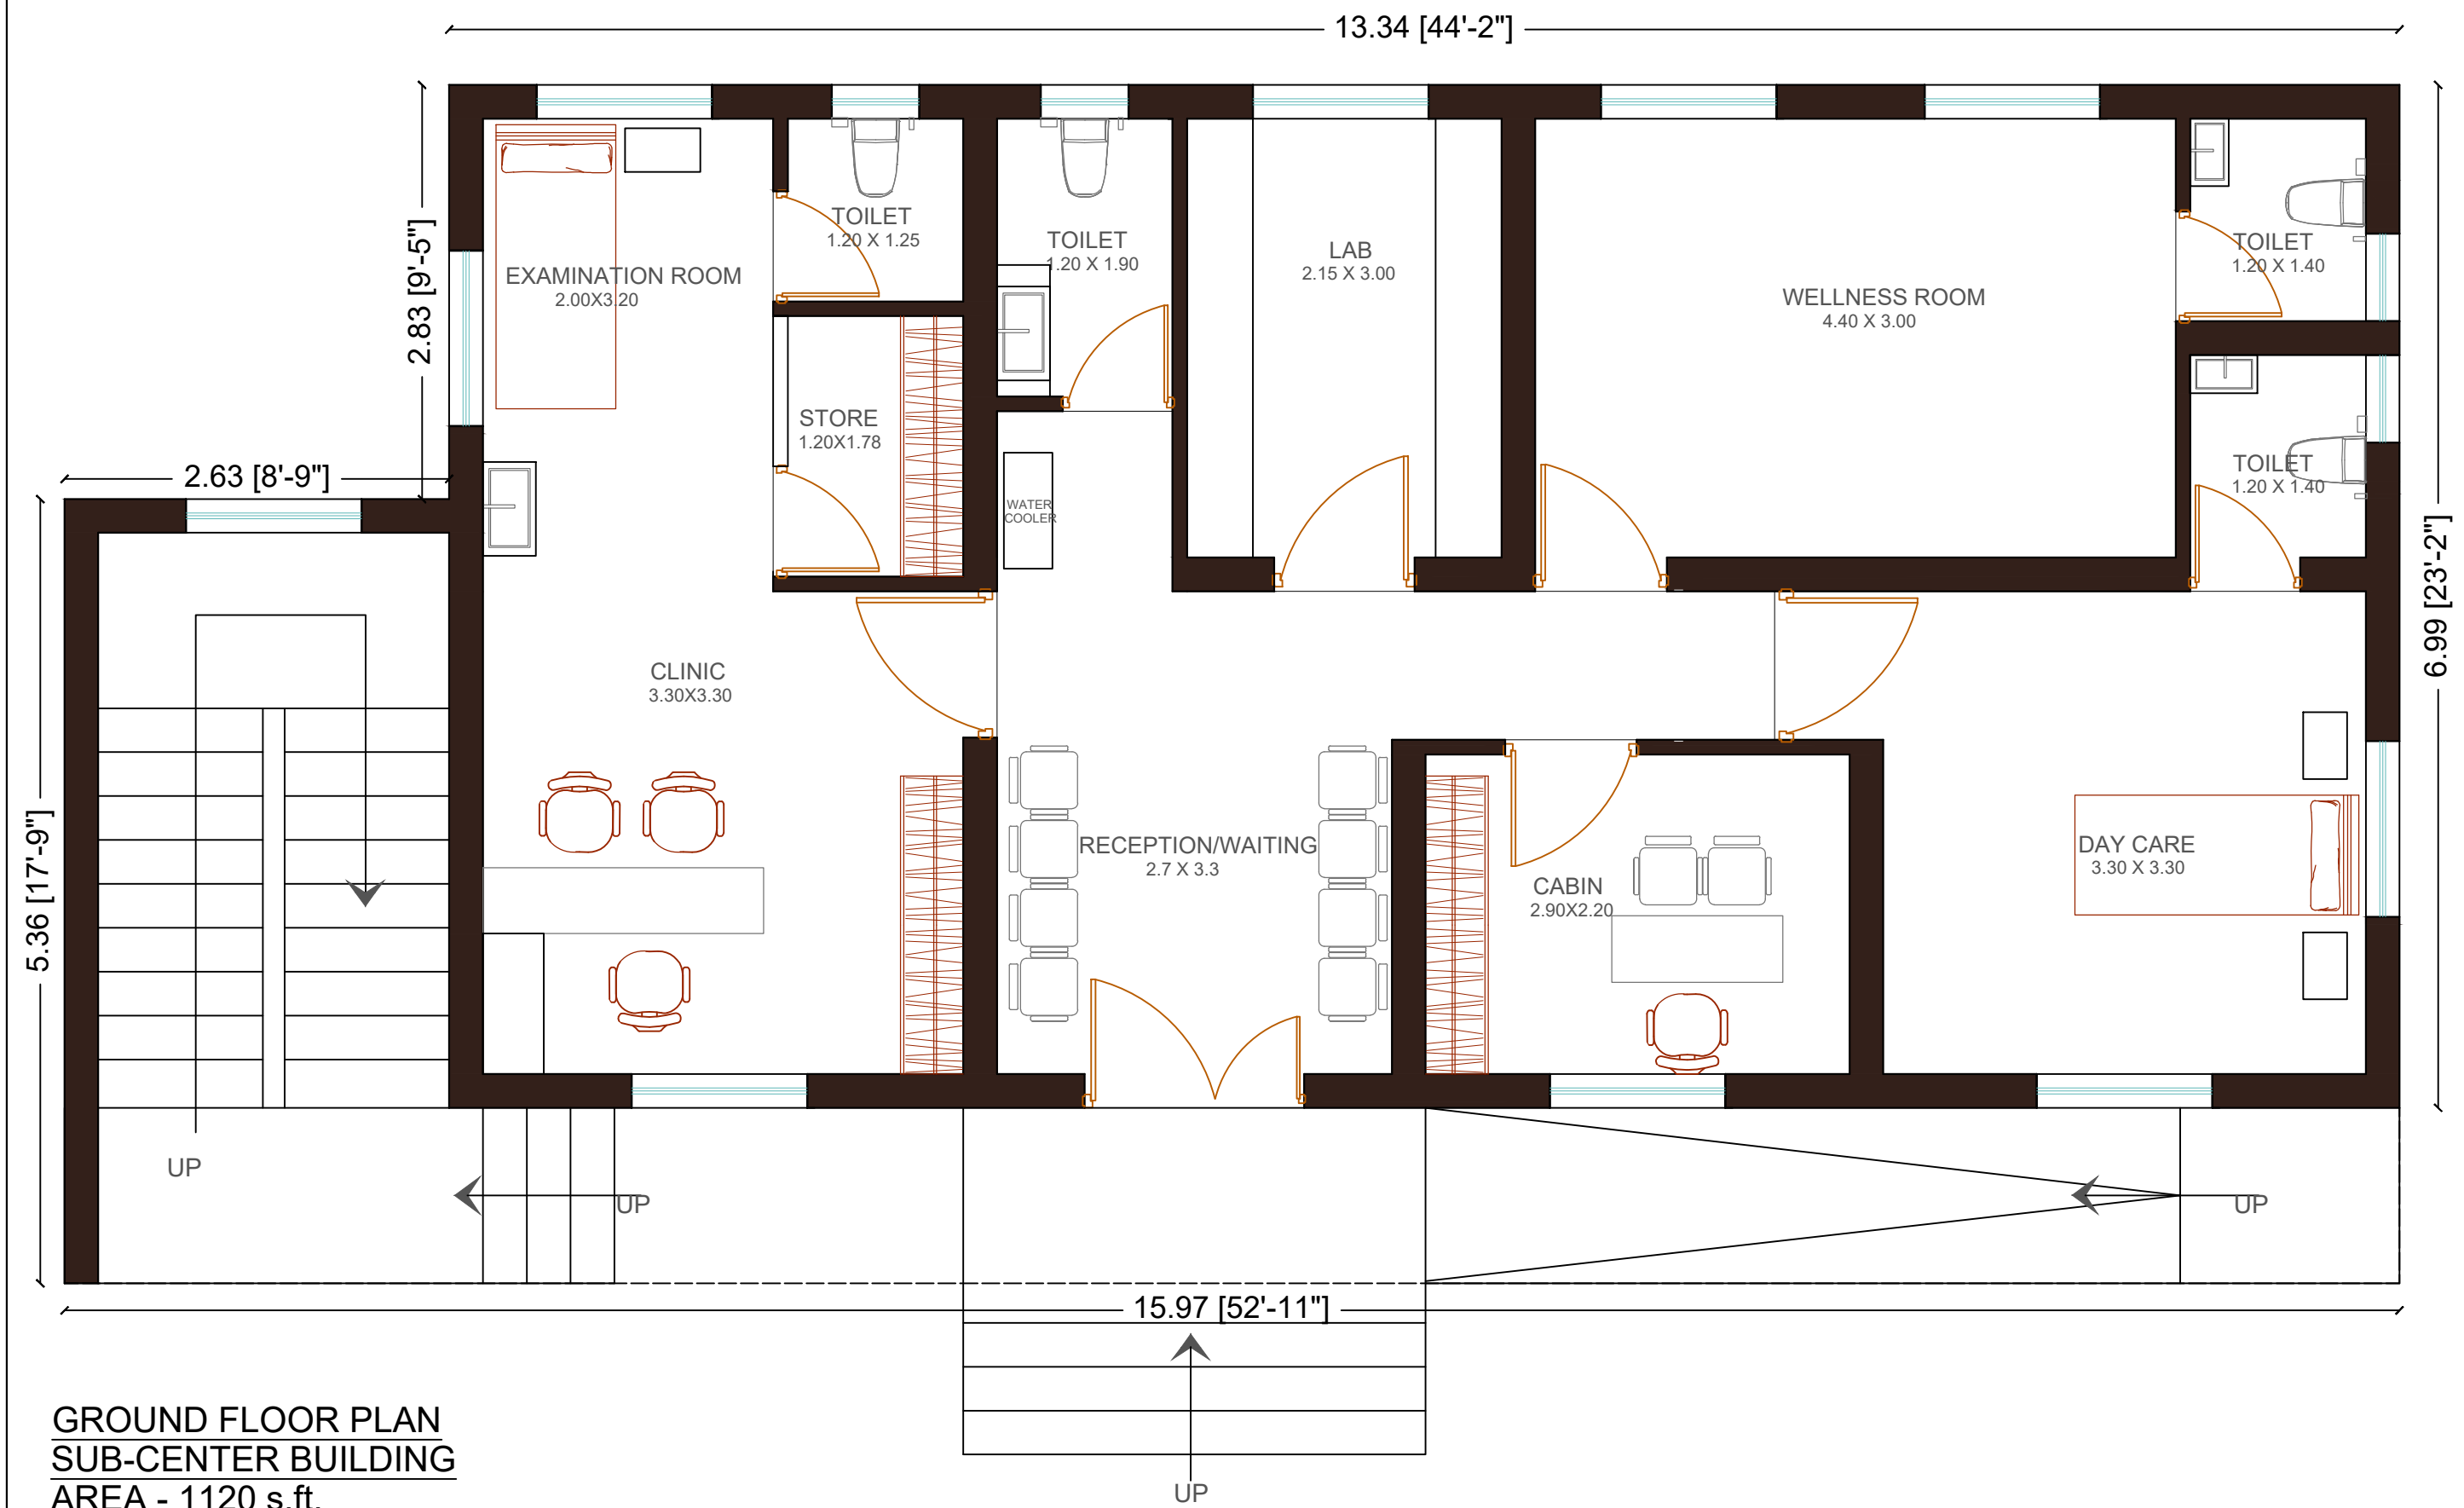 13.34 [44'-2"]
2.83 [9'-5"]
2.63 [8'-9"]
5.36 [17'-9"]
6.99 [23'-2"]
EXAMINATION ROOM
2.00X3.20
TOILET
1.20 X 1.25
TOILET
1.20 X 1.90
LAB
2.15 X 3.00
WELLNESS ROOM
4.40 X 3.00
TOILET
1.20 X 1.40
STORE
1.20X1.78
WATER
COOLER
TOILET
1.20 X 1.40
CLINIC
3.30X3.30
RECEPTION/WAITING
2.7 X 3.3
CABIN
2.90X2.20
DAY CARE
3.30 X 3.30
UP
UP
UP
15.97 [52'-11"]
UP
GROUND FLOOR PLAN
SUB-CENTER BUILDING
AREA - 1120 s.ft.